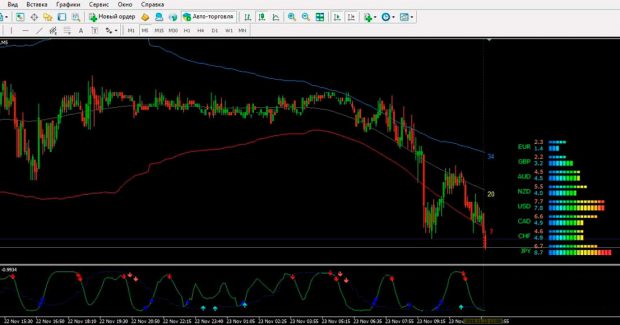 Вид Вставка Графики Сервис Окно Справка
Новый ордер Авто-торговля
M1 M5 M15 M30 H1 H4 D1 W1 MN
,M5
34
20
7
EUR 2.3 1.4
GBP 2.2 3.2
AUD 4.5 4.5
NZD 5.5 4.0
USD 7.7 7.8
CAD 6.6 4.9
CHF 4.6 4.9
JPY 6.7 8.7
-0.9934
22 Nov 15:30 22 Nov 16:50 22 Nov 18:10 22 Nov 19:30 22 Nov 20:50 22 Nov 22:15 22 Nov 23:40 23 Nov 01:05 23 Nov 02:25 23 Nov 03:55 23 Nov 05:15 23 Nov 06:35 23 Nov 07:55 23 Nov 09:15 23 Nov :55